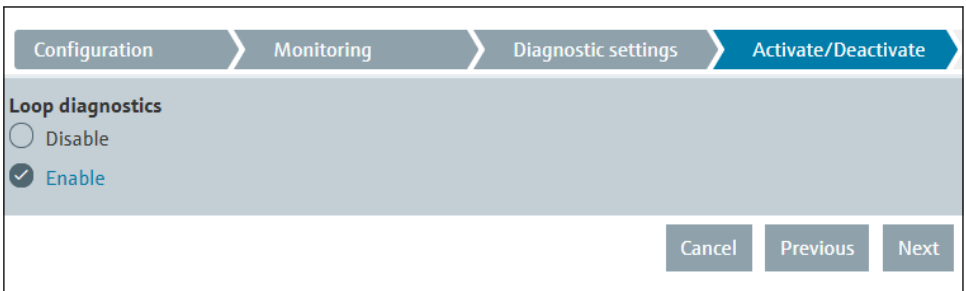 Configuration Monitoring Diagnostic settings Activate/Deactivate
Loop diagnostics
Disable
Enable
Cancel Previous Next